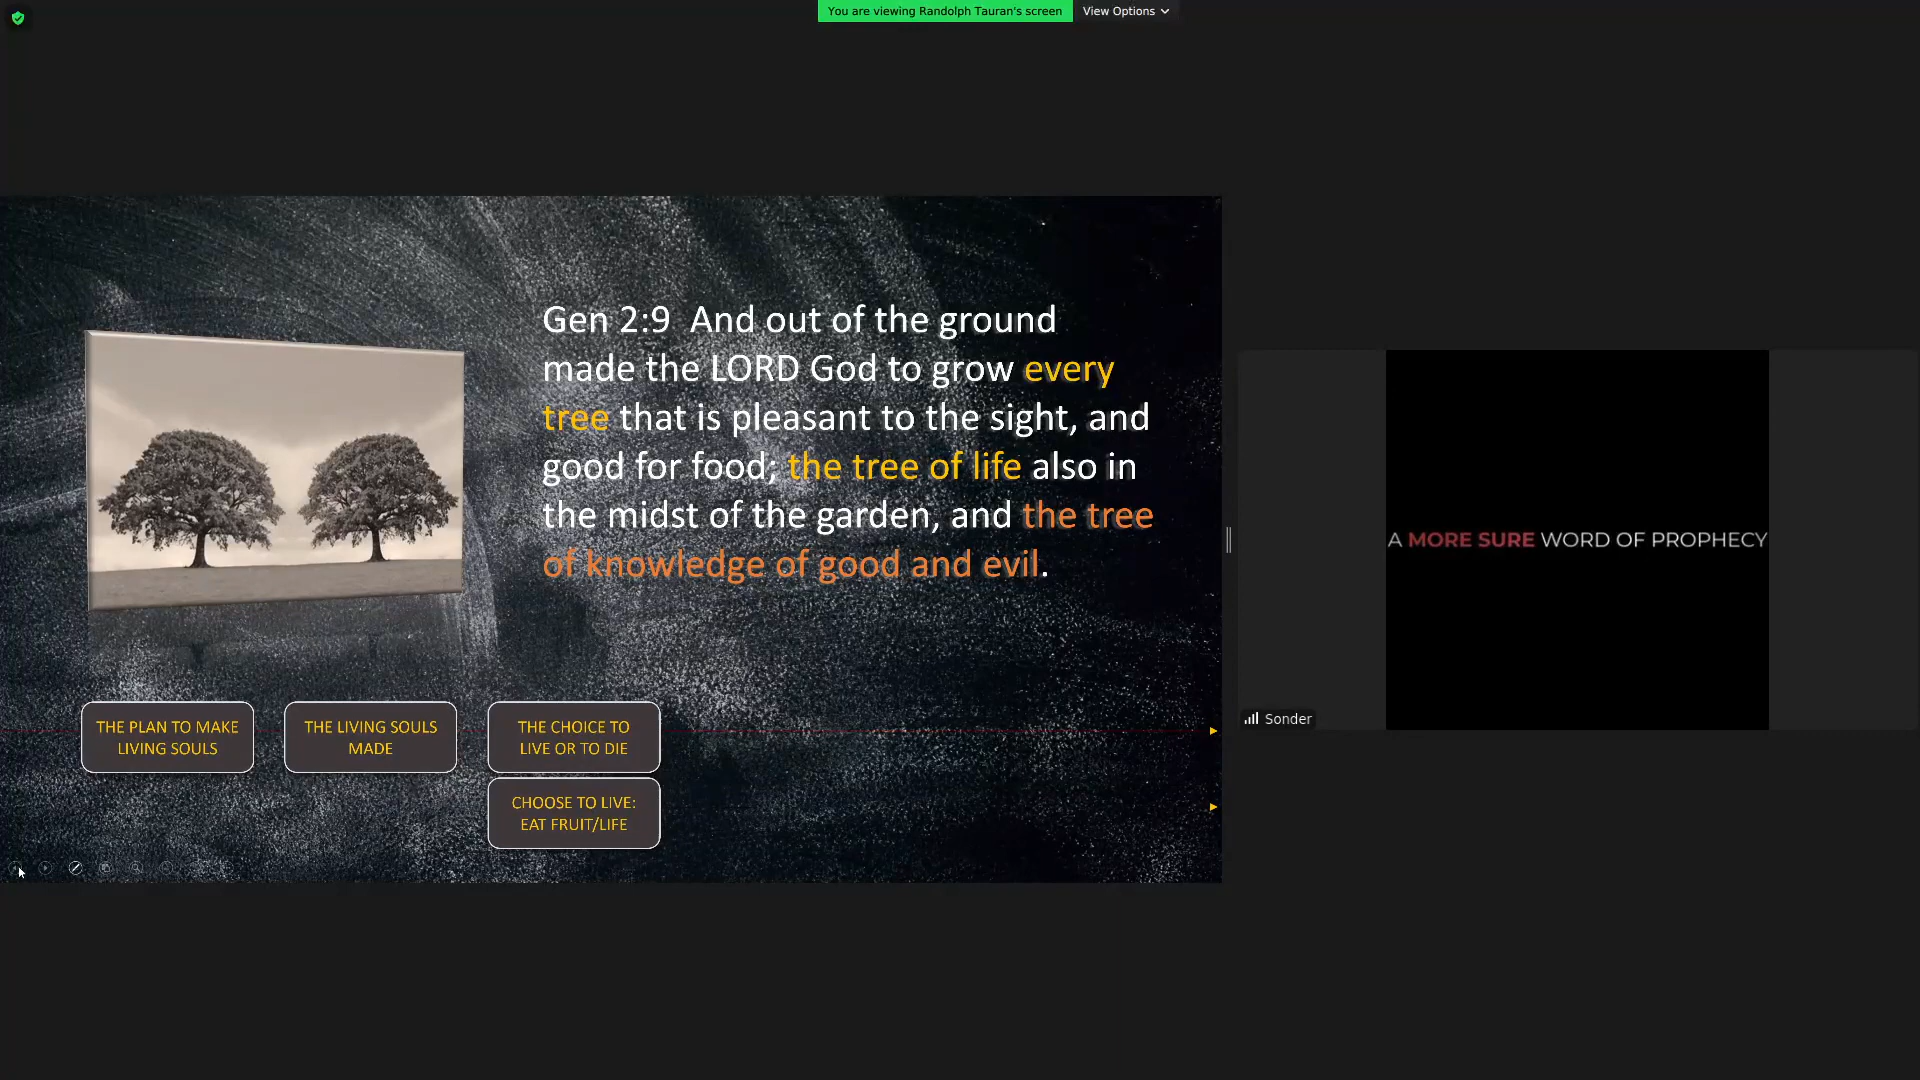 You are viewing Randolph Tauran's screen
View Options
Gen 2:9  And out of the ground
made the LORD God to grow every
tree that is pleasant to the sight, and
good for food; the tree of life also in
the midst of the garden, and the tree
of knowledge of good and evil.
A MORE SURE WORD OF PROPHECY
Sonder
THE PLAN TO MAKE
LIVING SOULS
THE LIVING SOULS
MADE
THE CHOICE TO
LIVE OR TO DIE
CHOOSE TO LIVE:
EAT FRUIT/LIFE